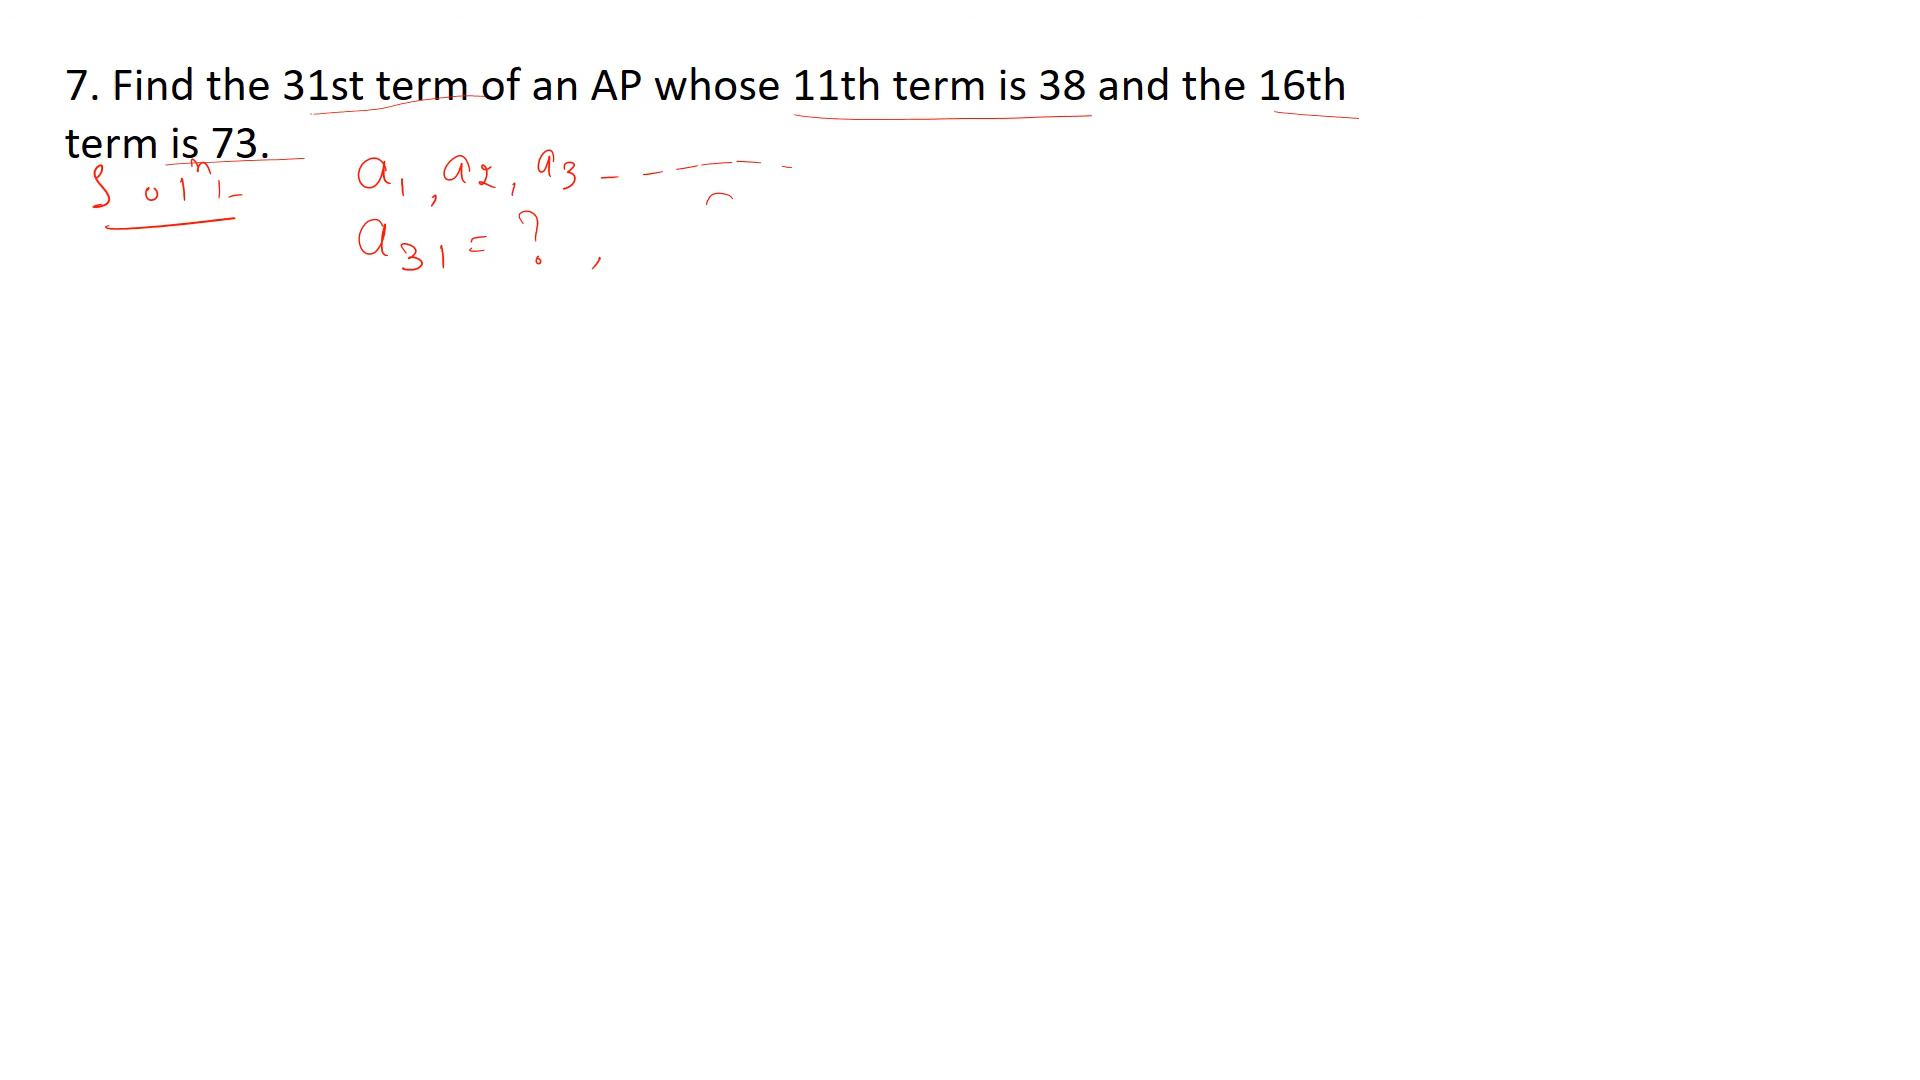 7. Find the 31st term of an AP whose 11th term is 38 and the 16th
term is 73.
Solⁿ:-
a₁, a₂, a₃ - - - - - -
a₃₁ = ? ,